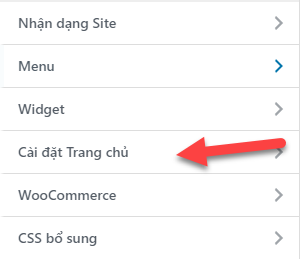 Nhận dạng Site
Menu
Widget
Cài đặt Trang chủ
WooCommerce
CSS bổ sung